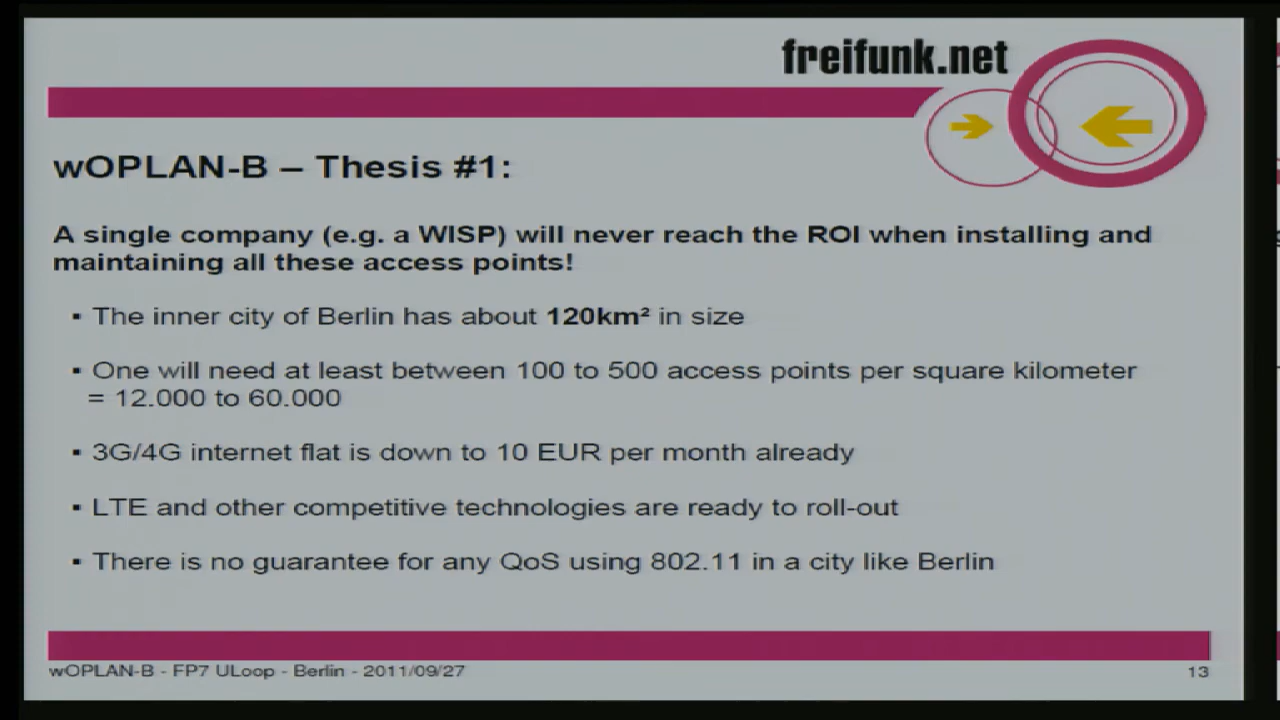 freifunk.net
wOPLAN-B – Thesis #1:
A single company (e.g. a WISP) will never reach the ROI when installing and
maintaining all these access points!
▪ The inner city of Berlin has about 120km² in size
▪ One will need at least between 100 to 500 access points per square kilometer
= 12.000 to 60.000
▪ 3G/4G internet flat is down to 10 EUR per month already
▪ LTE and other competitive technologies are ready to roll-out
▪ There is no guarantee for any QoS using 802.11 in a city like Berlin
wOPLAN-B - FP7 ULoop - Berlin - 2011/09/27
13